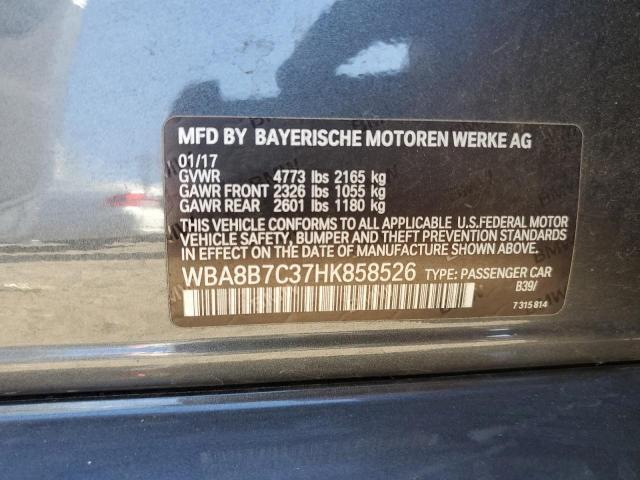 MFD BY BAYERISCHE MOTOREN WERKE AG
01/17
GVWR 4773 lbs 2165 kg
GAWR FRONT 2326 lbs 1055 kg
GAWR REAR 2601 lbs 1180 kg
THIS VEHICLE CONFORMS TO ALL APPLICABLE U.S.FEDERAL MOTOR
VEHICLE SAFETY, BUMPER AND THEFT PREVENTION STANDARDS
IN EFFECT ON THE DATE OF MANUFACTURE SHOWN ABOVE.
WBA8B7C37HK858526 TYPE: PASSENGER CAR
B39/
7 315 814